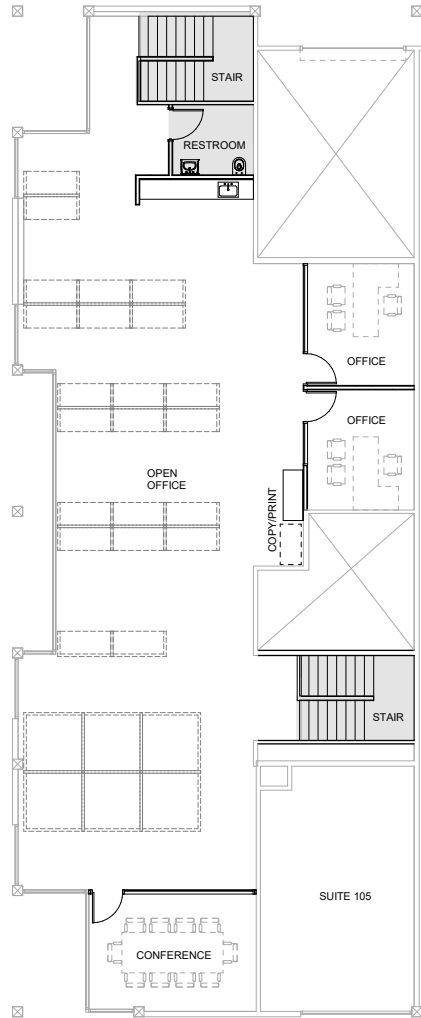 STAIR
RESTROOM
OFFICE
OFFICE
OPEN
OFFICE
COPY/PRINT
STAIR
SUITE 105
CONFERENCE